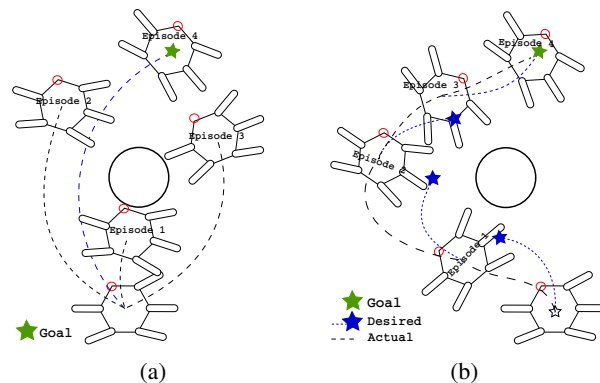 Episode 4
Episode 2
Episode 3
Episode 1
Goal
(a)
Episode 4
Episode 3
Episode 2
Episode 1
Goal
Desired
Actual
(b)